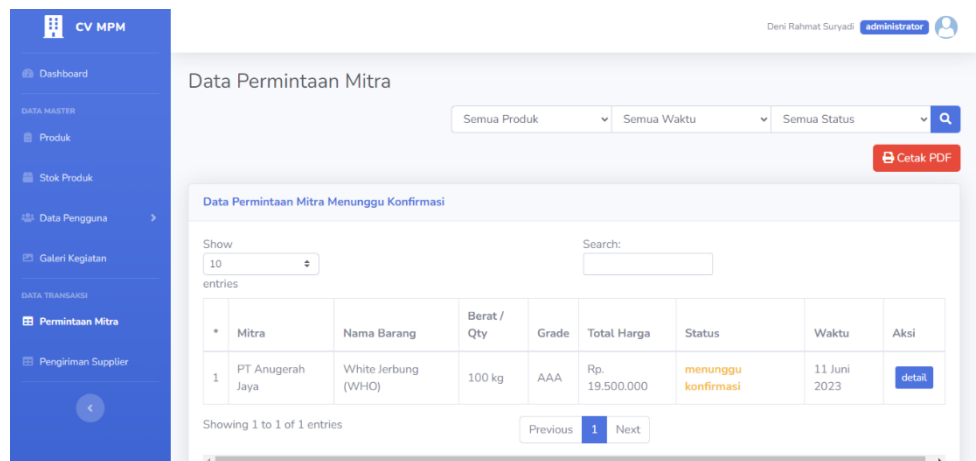 CV MPM
Deni Rahmat Suryadi administrator
Dashboard
DATA MASTER
Produk
Stok Produk
Data Pengguna
Galeri Kegiatan
DATA TRANSAKSI
Permintaan Mitra
Pengiriman Supplier
Data Permintaan Mitra
Semua Produk Semua Waktu Semua Status
Cetak PDF
Data Permintaan Mitra Menunggu Konfirmasi
Show
10
entries
Search:
* Mitra Nama Barang Berat / Qty Grade Total Harga Status Waktu Aksi
1 PT Anugerah Jaya White Jerbung (WHO) 100 kg AAA Rp. 19.500.000 menunggu konfirmasi 11 Juni 2023 detail
Showing 1 to 1 of 1 entries
Previous 1 Next